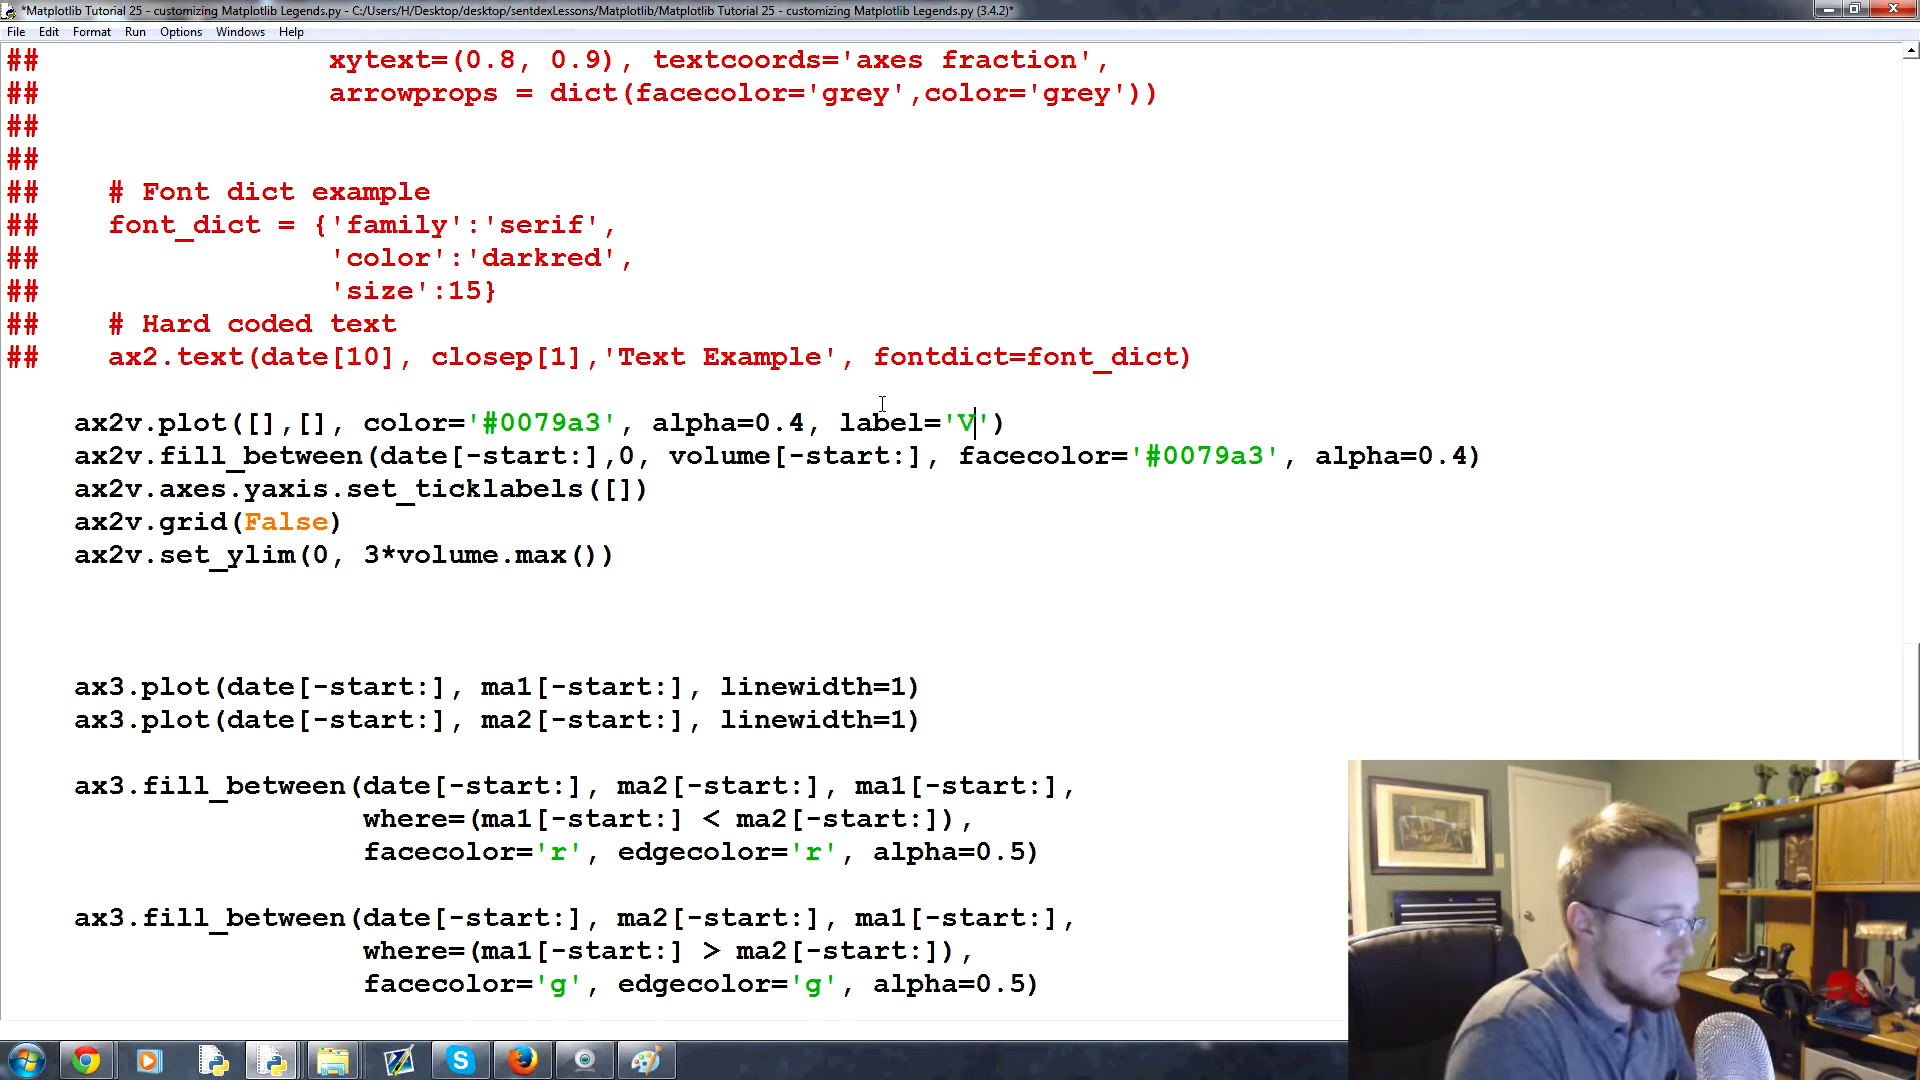 *Matplotlib Tutorial 25 - customizing Matplotlib Legends.py - C:/Users/H/Desktop/desktop/sentdexLessons/Matplotlib/Matplotlib Tutorial 25 - customizing Matplotlib Legends.py (3.4.2)*
File Edit Format Run Options Windows Help
## xytext=(0.8, 0.9), textcoords='axes fraction',
## arrowprops = dict(facecolor='grey',color='grey'))
##
##
## # Font dict example
## font_dict = {'family':'serif',
## 'color':'darkred',
## 'size':15}
## # Hard coded text
## ax2.text(date[10], closep[1],'Text Example', fontdict=font_dict)
ax2v.plot([],[], color='#0079a3', alpha=0.4, label='V')
ax2v.fill_between(date[-start:],0, volume[-start:], facecolor='#0079a3', alpha=0.4)
ax2v.axes.yaxis.set_ticklabels([])
ax2v.grid(False)
ax2v.set_ylim(0, 3*volume.max())
ax3.plot(date[-start:], ma1[-start:], linewidth=1)
ax3.plot(date[-start:], ma2[-start:], linewidth=1)
ax3.fill_between(date[-start:], ma2[-start:], ma1[-start:],
where=(ma1[-start:] < ma2[-start:]),
facecolor='r', edgecolor='r', alpha=0.5)
ax3.fill_between(date[-start:], ma2[-start:], ma1[-start:],
where=(ma1[-start:] > ma2[-start:]),
facecolor='g', edgecolor='g', alpha=0.5)